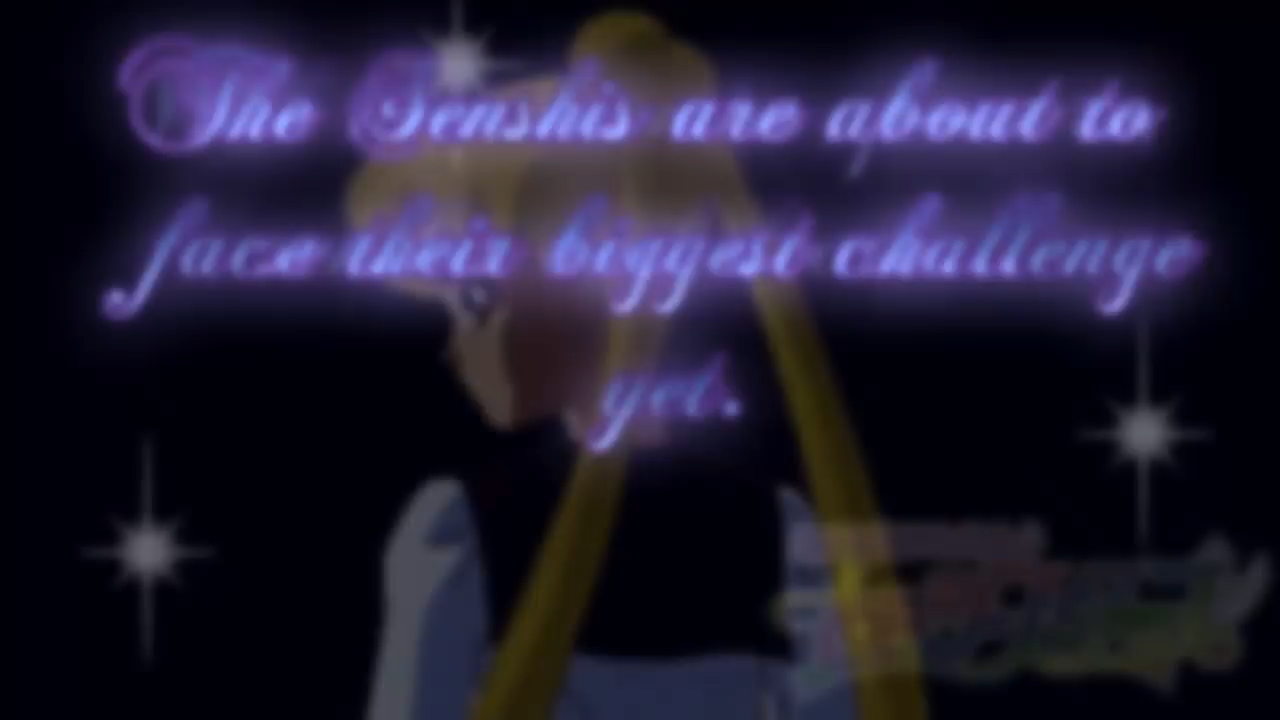 The Senshis are about to
face their biggest challenge
yet.